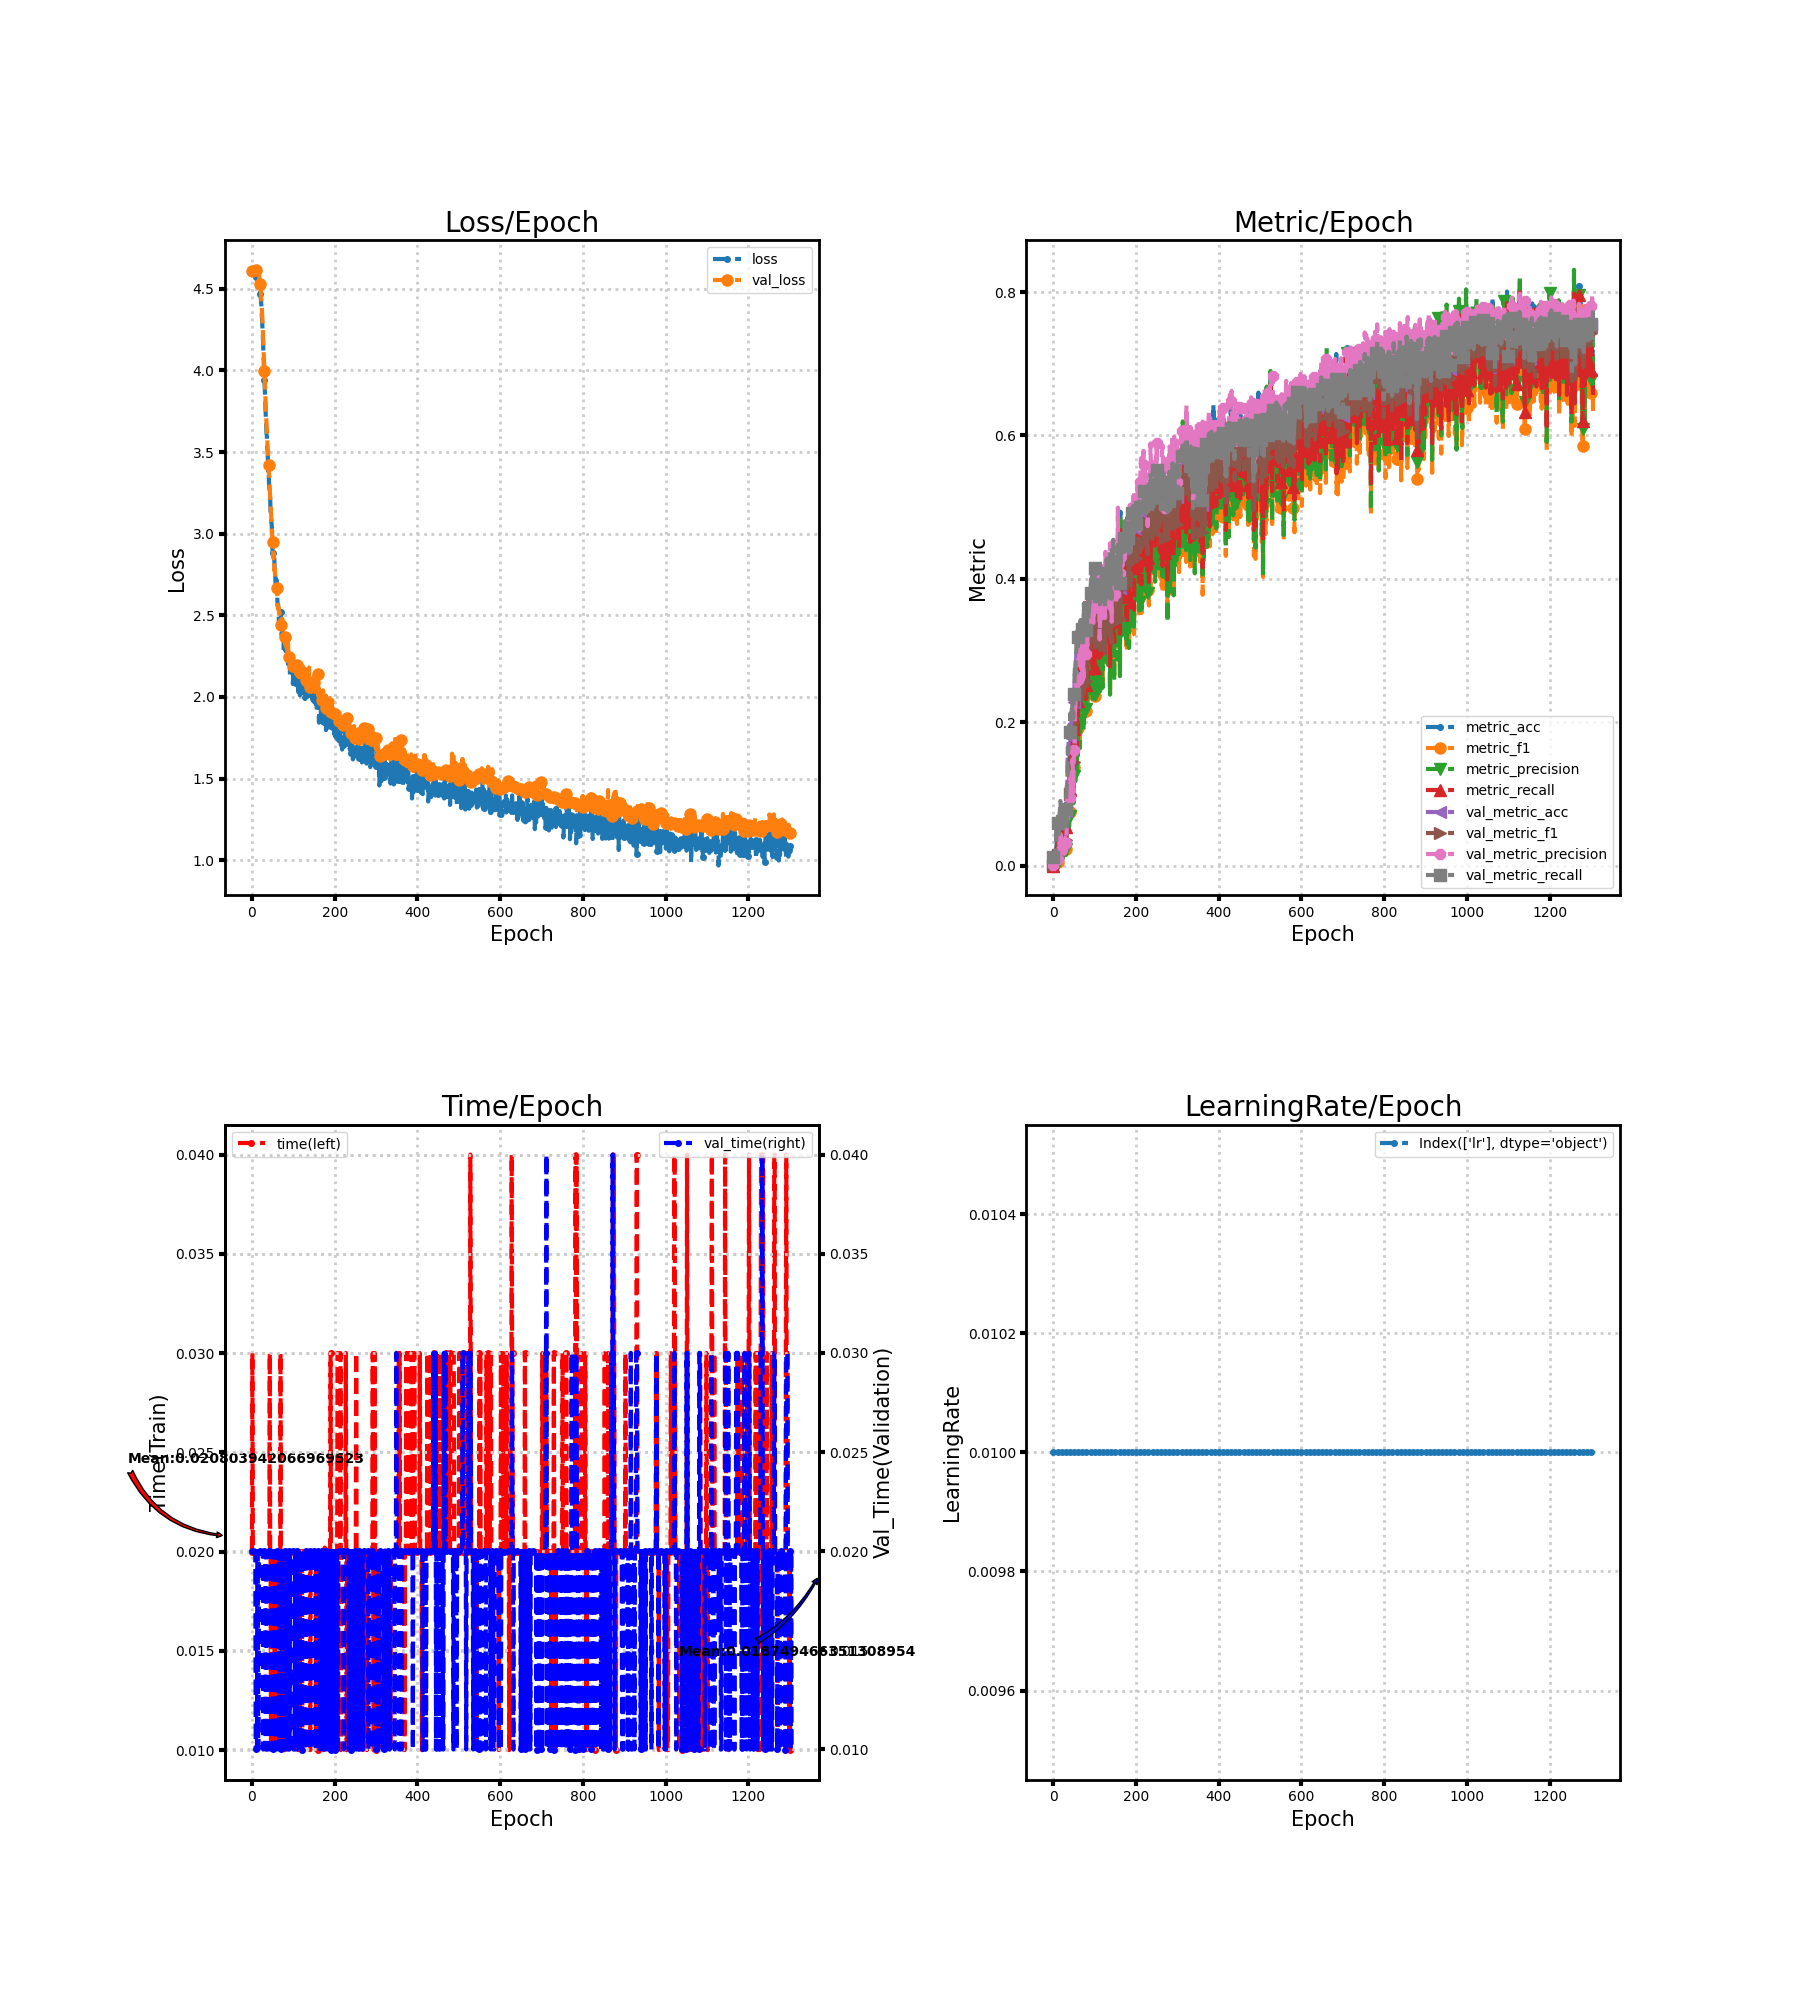 Loss/Epoch
loss
val_loss
4.5
4.0
3.5
3.0
2.5
2.0
1.5
1.0
Loss
0
200
400
600
800
1000
1200
Epoch
Metric/Epoch
0.8
0.6
0.4
0.2
0.0
Metric
metric_acc
metric_f1
metric_precision
metric_recall
val_metric_acc
val_metric_f1
val_metric_precision
val_metric_recall
0
200
400
600
800
1000
1200
Epoch
Time/Epoch
time(left)
val_time(right)
0.040
0.035
0.030
0.025
0.020
0.015
0.010
Time(Train)
Mean:0.020803942066969523
0.040
0.035
0.030
0.025
0.020
0.015
0.010
Val_Time(Validation)
0
200
400
600
800
1000
1200
Epoch
LearningRate/Epoch
Index(['lr'], dtype='object')
0.0104
0.0102
0.0100
0.0098
0.0096
LearningRate
0
200
400
600
800
1000
1200
Epoch